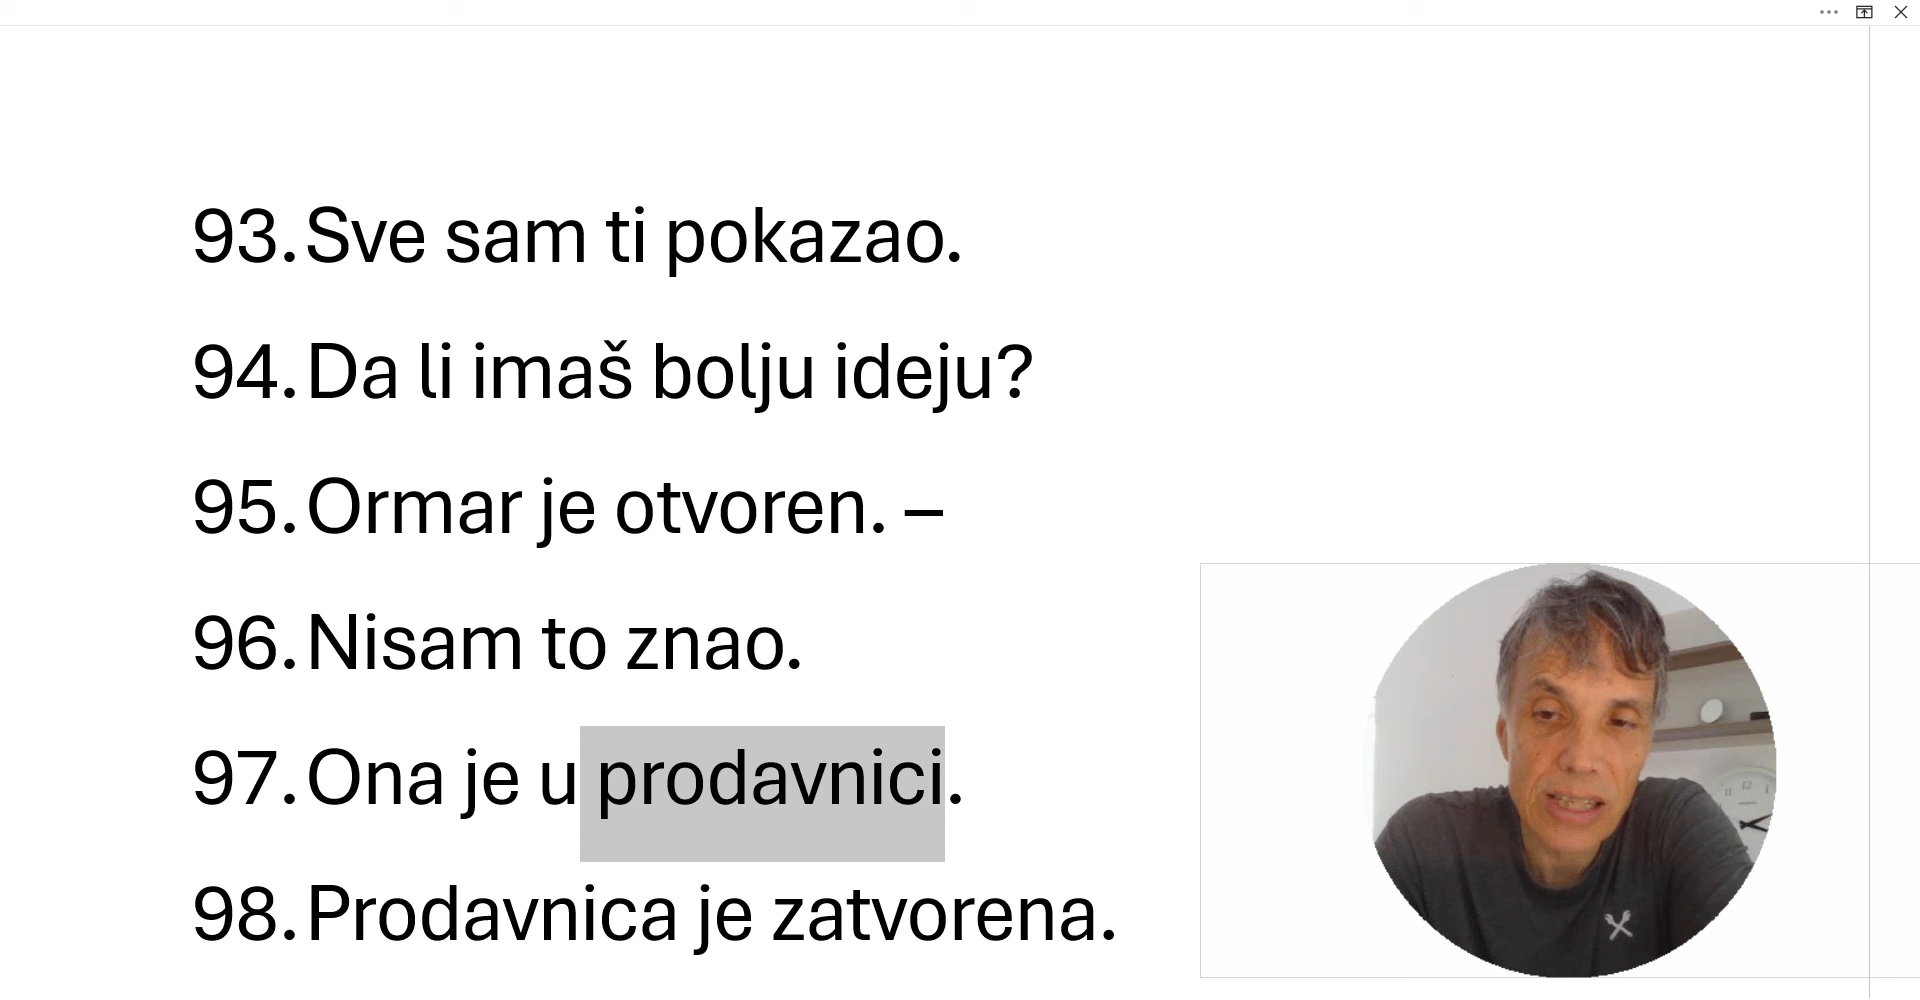 93. Sve sam ti pokazao.
94. Da li imaš bolju ideju?
95. Ormar je otvoren. –
96. Nisam to znao.
97. Ona je u prodavnici.
98. Prodavnica je zatvorena.